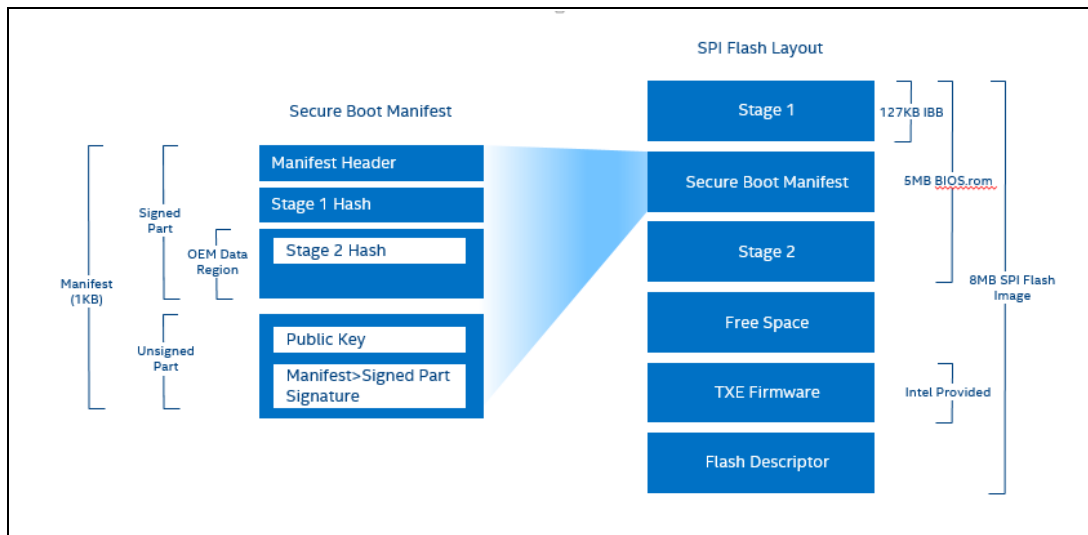 SPI Flash Layout
Secure Boot Manifest
Manifest Header
Stage 1 Hash
Stage 2 Hash
Public Key
Manifest>Signed Part
Signature
Signed
Part
OEM Data
Region
Manifest
(1KB)
Unsigned
Part
Stage 1
Secure Boot Manifest
Stage 2
Free Space
TXE Firmware
Flash Descriptor
127KB IBB
5MB BIOS.rom
8MB SPI Flash
Image
Intel Provided